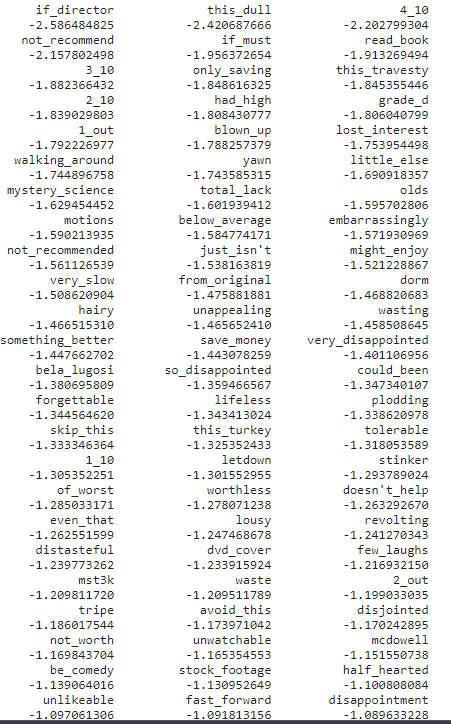 if_director this_dull 4_10
-2.586484825 -2.420687666 -2.202799304
not_recommend if_must read_book
-2.157802498 -1.956372654 -1.913269494
3_10 only_saving this_travesty
-1.882366432 -1.848616325 -1.845355446
2_10 had_high grade_d
-1.839029803 -1.808430777 -1.806040799
1_out blown_up lost_interest
-1.792226977 -1.788257379 -1.753954498
walking_around yawn little_else
-1.744896758 -1.743585315 -1.690918357
mystery_science total_lack olds
-1.629454452 -1.601939412 -1.595702806
motions below_average embarrassingly
-1.590213935 -1.584774171 -1.571930969
not_recommended just_isn't might_enjoy
-1.561126539 -1.538163819 -1.521228867
very_slow from_original dorm
-1.508620904 -1.475881881 -1.468820683
hairy unappealing wasting
-1.466515310 -1.465652410 -1.458508645
something_better save_money very_disappointed
-1.447662702 -1.443078259 -1.401106956
bela_lugosi so_disappointed could_been
-1.380695809 -1.359466567 -1.347340107
forgettable lifeless plodding
-1.344564620 -1.343413024 -1.338620978
skip_this this_turkey tolerable
-1.333346364 -1.325352433 -1.318053589
1_10 letdown stinker
-1.305352251 -1.301552955 -1.293789024
of_worst worthless doesn't_help
-1.285033171 -1.278071238 -1.263292670
even_that lousy revolting
-1.262551599 -1.247468678 -1.241270343
distasteful dvd_cover few_laughs
-1.239773262 -1.233915924 -1.216932150
mst3k waste 2_out
-1.209811720 -1.209511789 -1.199033035
tripe avoid_this disjointed
-1.186017544 -1.173971042 -1.170242895
not_worth unwatchable mcdowell
-1.169843704 -1.165354553 -1.151550738
be_comedy stock_footage half_hearted
-1.139064016 -1.130952649 -1.100808084
unlikeable fast_forward disappointment
-1.097061306 -1.091813156 -1.089633228